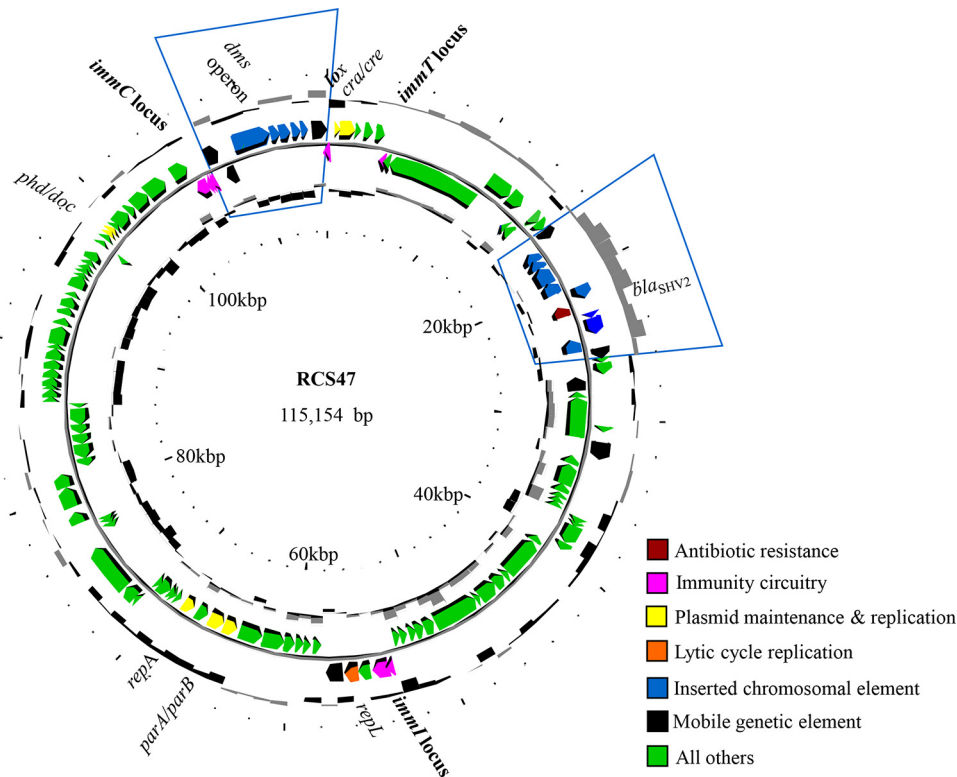 dms
operon
lox
cra/cre
immT locus
immC locus
phd/doc
blaSHV2
100kbp
20kbp
RCS47
115,154 bp
80kbp
40kbp
60kbp
repA
parA/parB
repL
immI locus
Antibiotic resistance
Immunity circuitry
Plasmid maintenance & replication
Lytic cycle replication
Inserted chromosomal element
Mobile genetic element
All others